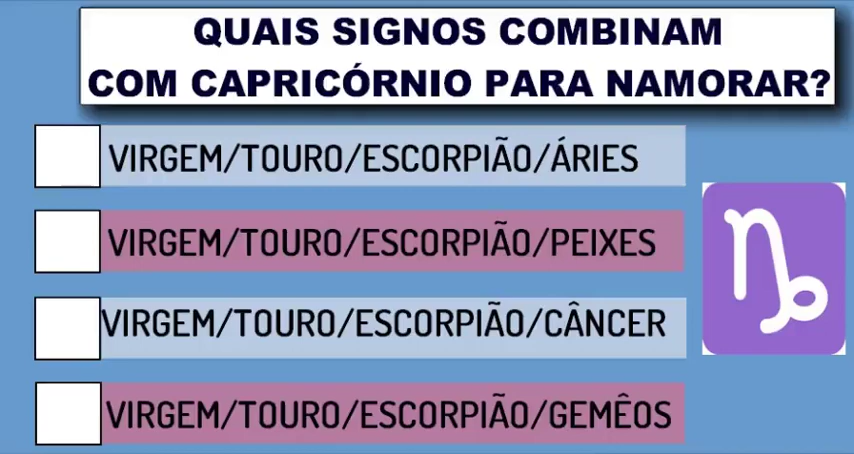 QUAIS SIGNOS COMBINAM
COM CAPRICÓRNIO PARA NAMORAR?
VIRGEM/TOURO/ESCORPIÃO/ÁRIES
VIRGEM/TOURO/ESCORPIÃO/PEIXES
VIRGEM/TOURO/ESCORPIÃO/CÂNCER
VIRGEM/TOURO/ESCORPIÃO/GEMÊOS